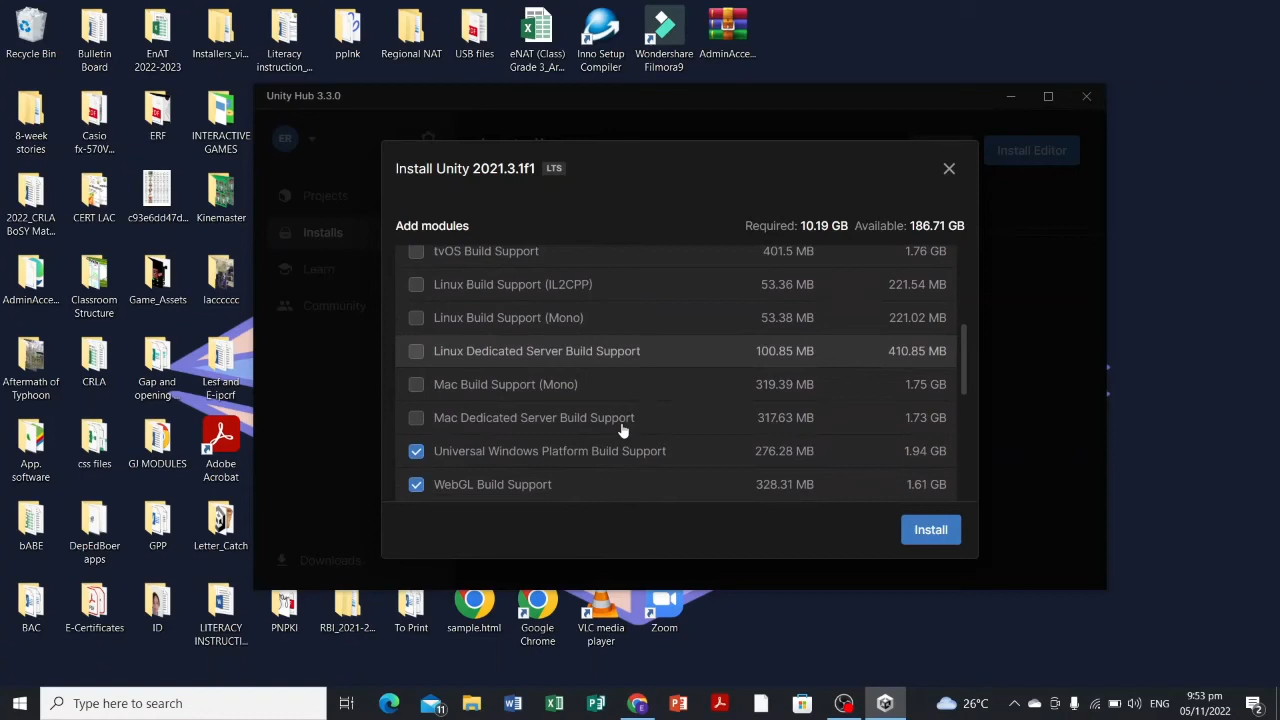 Recycle Bin
Bulletin
Board
EnAT
2022-2023
Installers_vi...
Literacy
instruction_...
ppInk
Regional NAT
USB files
eNAT (Class)
Grade 3_Ar...
Inno Setup
Compiler
Wondershare
Filmora9
AdminAcce...
8-week
stories
Casio
fx-570V...
ERF
INTERACTIVE
GAMES
2022_CRLA
BoSY Mat...
CERT LAC
c93e6dd47d...
Kinemaster
AdminAcce...
Classroom
Structure
Game_Assets
lacccccc
Aftermath of
Typhoon
CRLA
Gap and
opening...
Lesf and
E-ipcrf
App.
software
css files
GJ MODULES
Adobe
Acrobat
bABE
DepEdBoer
apps
GPP
Letter_Catch
BAC
E-Certificates
ID
LITERACY
INSTRUCTI...
PNPKI
RBI_2021-2...
To Print
sample.html
Google
Chrome
VLC media
player
Zoom
Unity Hub 3.3.0
ER
Projects
Installs
Learn
Community
Downloads
Install Editor
Install Unity 2021.3.1f1 LTS
Add modules Required: 10.19 GB Available: 186.71 GB
tvOS Build Support 401.5 MB 1.76 GB
Linux Build Support (IL2CPP) 53.36 MB 221.54 MB
Linux Build Support (Mono) 53.38 MB 221.02 MB
Linux Dedicated Server Build Support 100.85 MB 410.85 MB
Mac Build Support (Mono) 319.39 MB 1.75 GB
Mac Dedicated Server Build Support 317.63 MB 1.73 GB
Universal Windows Platform Build Support 276.28 MB 1.94 GB
WebGL Build Support 328.31 MB 1.61 GB
Install
Type here to search
11
26°C
ENG
9:53 pm
05/11/2022
2